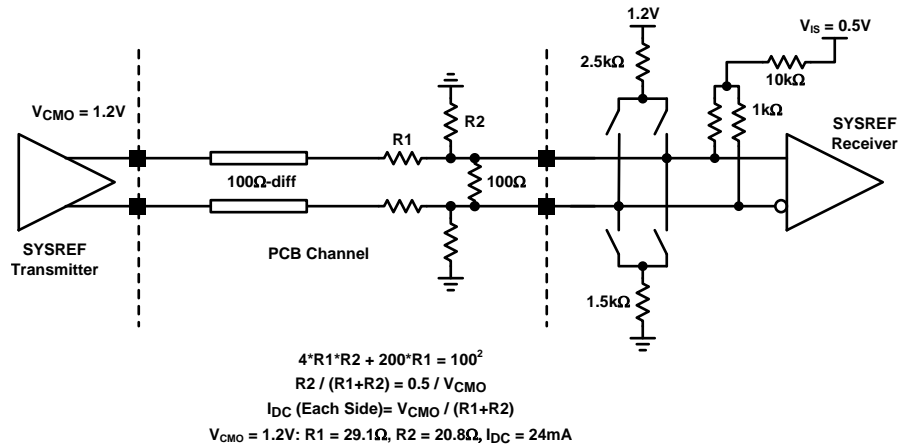 1.2V
V_IS = 0.5V
2.5kΩ
10kΩ
V_CMO = 1.2V
R2
1kΩ
SYSREF
Receiver
R1
100Ω-diff
100Ω
SYSREF
Transmitter
PCB Channel
1.5kΩ
4*R1*R2 + 200*R1 = 100²
R2 / (R1+R2) = 0.5 / V_CMO
I_DC (Each Side)= V_CMO / (R1+R2)
V_CMO = 1.2V: R1 = 29.1Ω, R2 = 20.8Ω, I_DC = 24mA